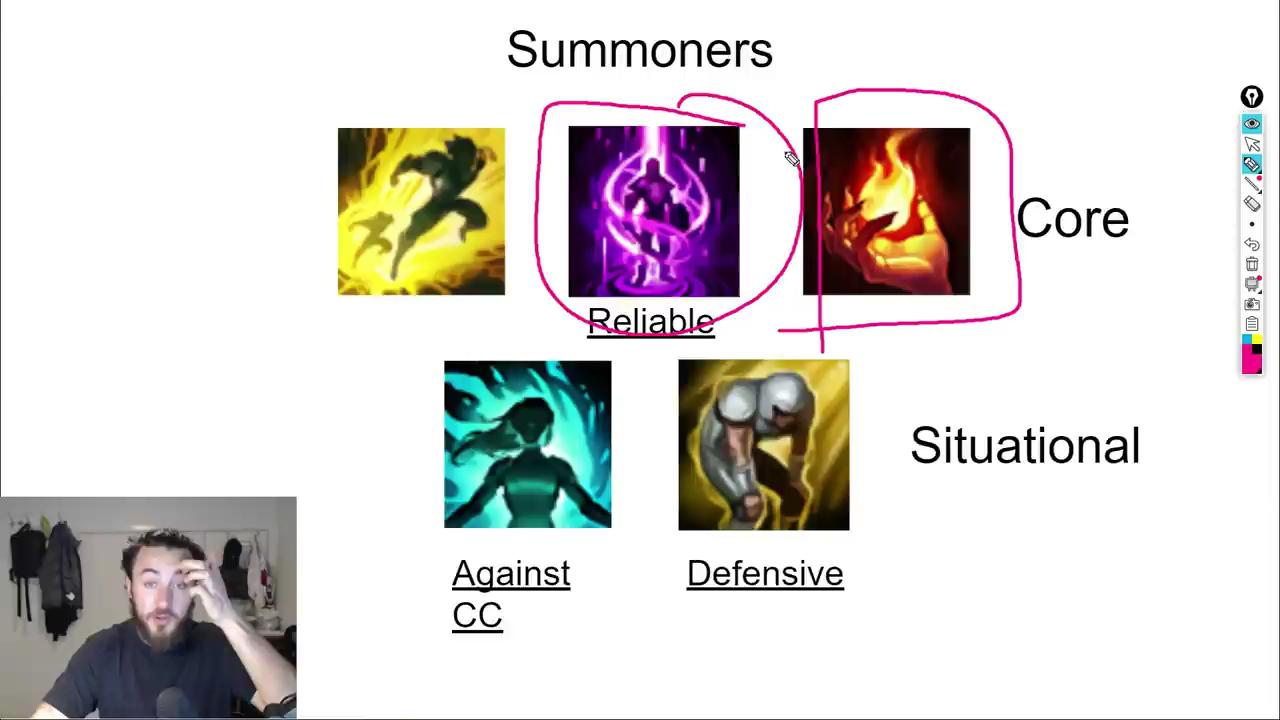 Summoners
Core
Reliable
Situational
Against
CC
Defensive